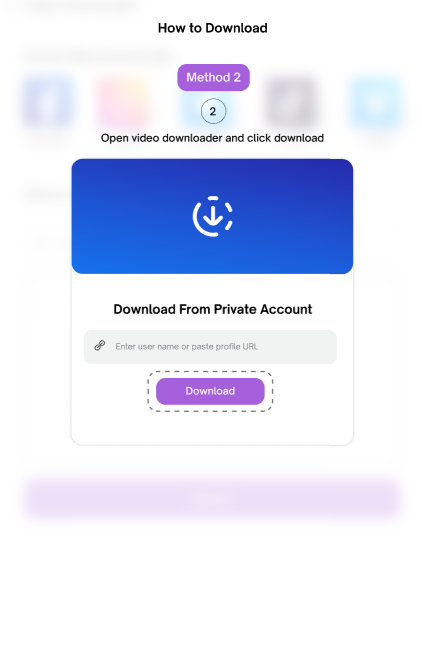 How to Download
Method 2
2
Open video downloader and click download
Download From Private Account
Enter user name or paste profile URL
Download